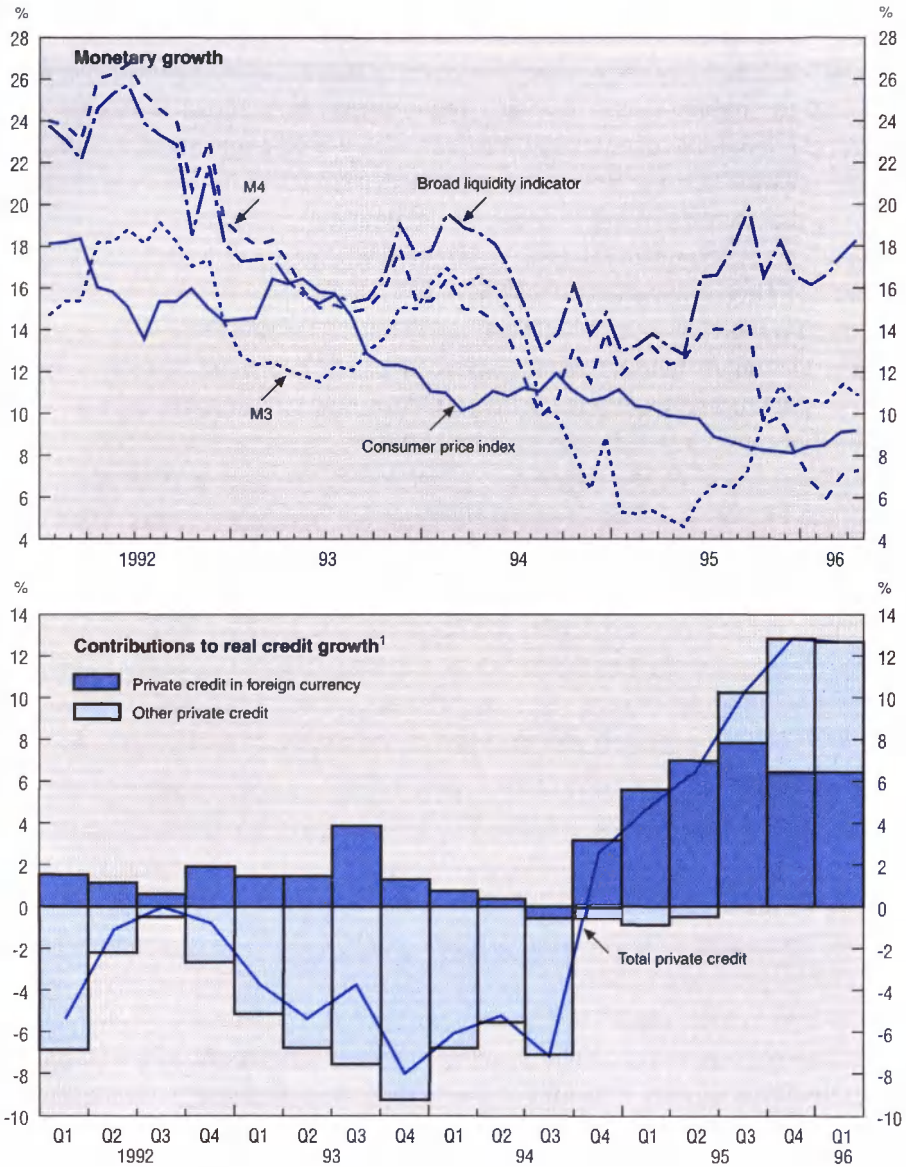 % %
28 28
Monetary growth
26 26
24 24
22 22
M4
Broad liquidity indicator
20 20
18 18
16 16
14 14
12 12
M3
10 10
Consumer price index
8 8
6 6
4 4
1992 93 94 95 96
% %
14 14
Contributions to real credit growth¹
12 12
Private credit in foreign currency
10 10
Other private credit
8 8
6 6
4 4
2 2
0 0
-2 -2
Total private credit
-4 -4
-6 -6
-8 -8
-10 -10
Q1 Q2 Q3 Q4 Q1 Q2 Q3 Q4 Q1 Q2 Q3 Q4 Q1 Q2 Q3 Q4 Q1
1992 93 94 95 96